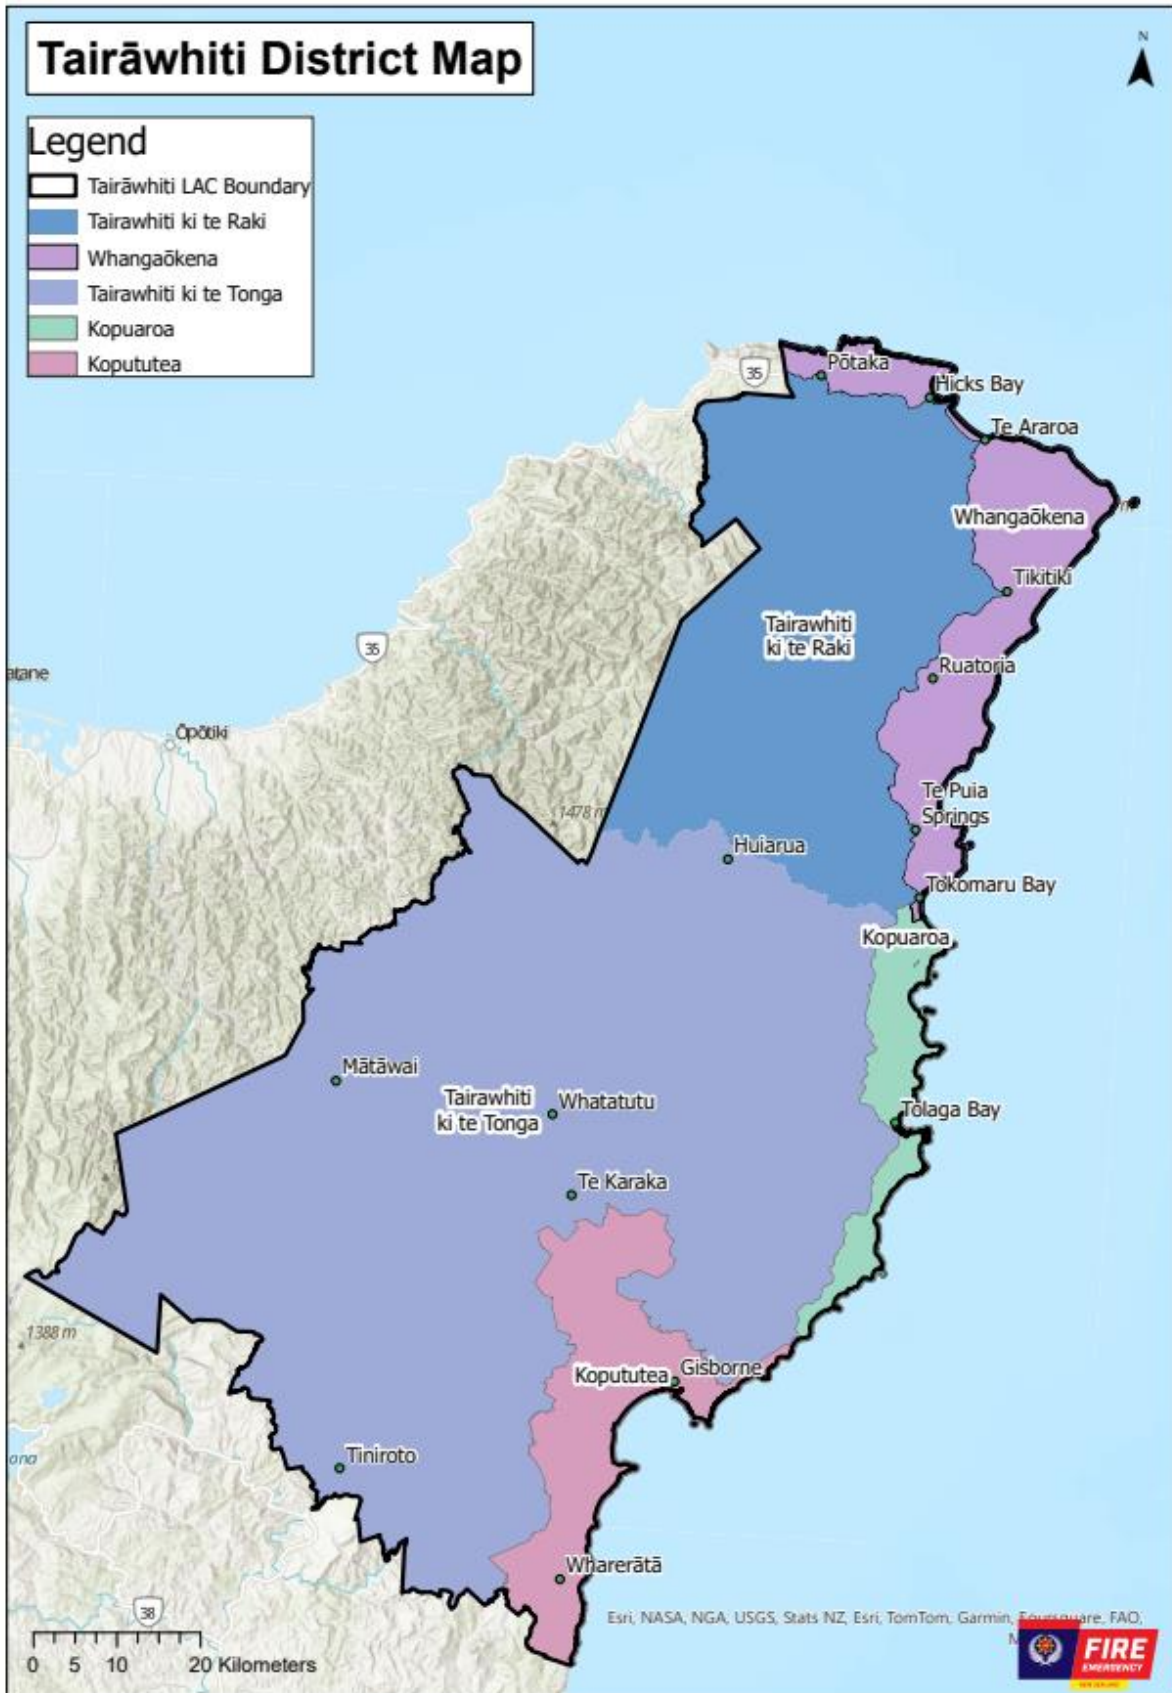 Tairāwhiti District Map
N
Legend
Tairāwhiti LAC Boundary
Tairawhiti ki te Raki
Whangaōkena
Tairawhiti ki te Tonga
Kopuaroa
Kopututea
35
Pōtaka
Hicks Bay
Te Araroa
Whangaōkena
Tikitiki
Tairawhiti
ki te Raki
35
Ruatoria
Ōpōtiki
Te Puia
Springs
1478 m
Huiarua
Tokomaru Bay
Kopuaroa
Mātāwai
Tairawhiti
ki te Tonga
Whatatutu
Tolaga Bay
Te Karaka
1388 m
Kopututea
Gisborne
Tiniroto
Wharerātā
38
0 5 10 20 Kilometers
Esri, NASA, NGA, USGS, Stats NZ, Esri, TomTom, Garmin, Foursquare, FAO,
FIRE
EMERGENCY
NEW ZEALAND